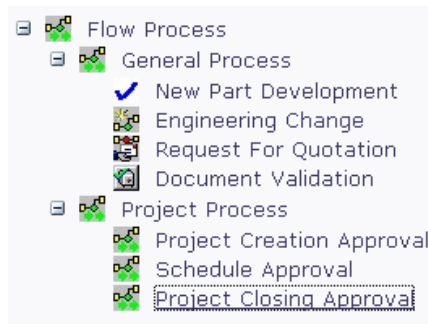 Flow Process
General Process
New Part Development
Engineering Change
Request For Quotation
Document Validation
Project Process
Project Creation Approval
Schedule Approval
Project Closing Approval